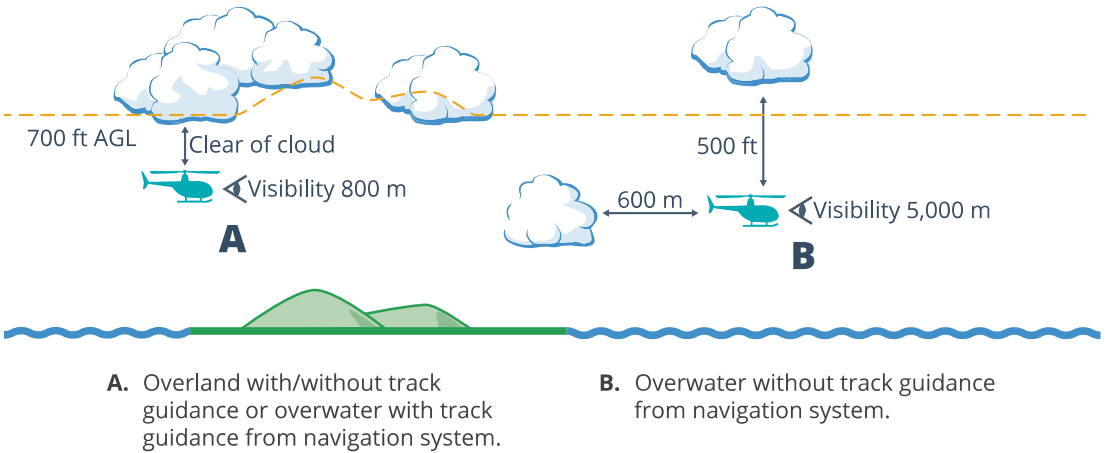 700 ft AGL
Clear of cloud
Visibility 800 m
A
500 ft
600 m
Visibility 5,000 m
B
A. Overland with/without track
guidance or overwater with track
guidance from navigation system.
B. Overwater without track guidance
from navigation system.